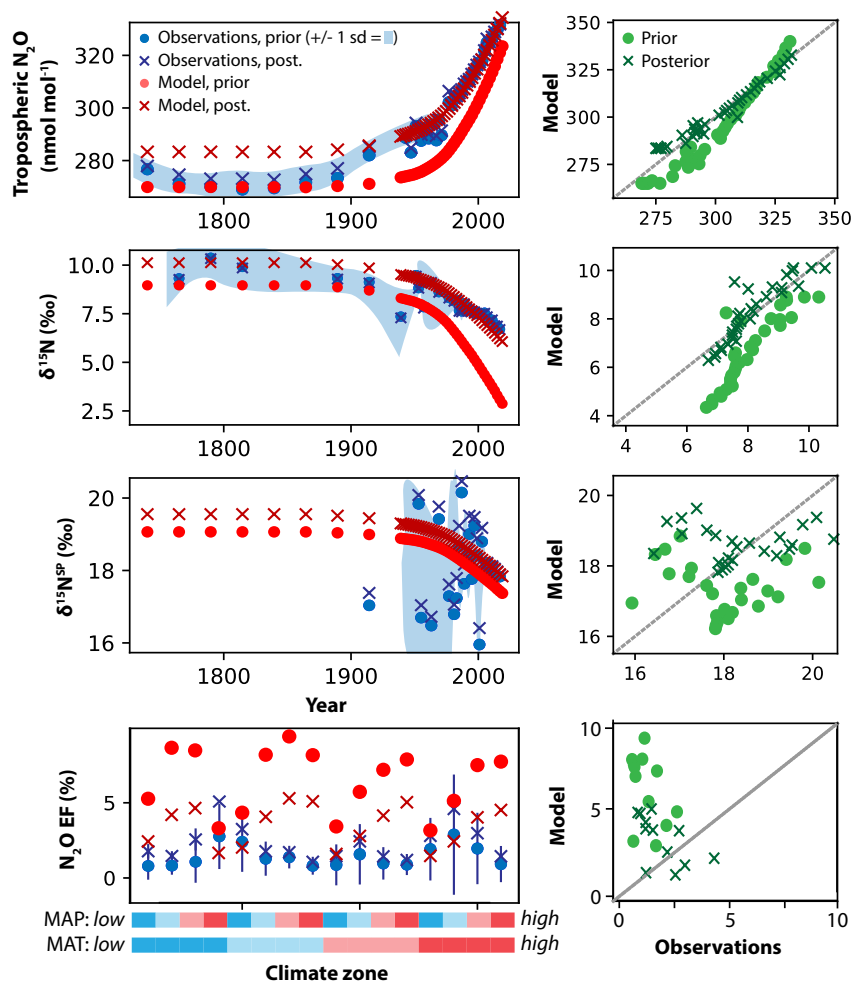 Tropospheric N₂O
(nmol mol⁻¹)
320
300
280
1800
1900
2000
Observations, prior (+/- 1 sd = )
Observations, post.
Model, prior
Model, post.
Model
350
325
300
275
275
300
325
350
Prior
Posterior
δ¹⁵N (‰)
10.0
7.5
5.0
2.5
1800
1900
2000
Model
10
8
6
4
4
6
8
10
δ¹⁵Nˢᴾ (‰)
20
18
16
1800
1900
2000
Year
Model
20
18
16
16
18
20
N₂O EF (%)
5
0
MAP: low
high
MAT: low
high
Climate zone
Model
10
5
0
0
5
10
Observations